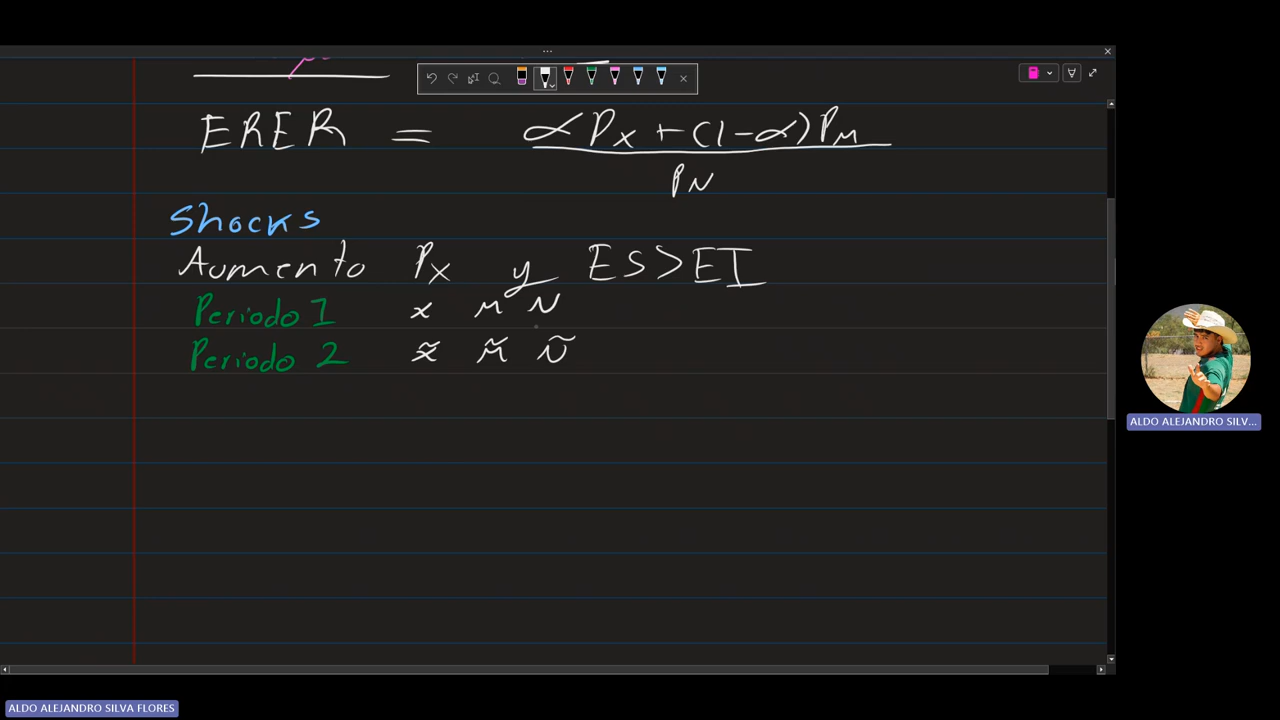 ERER = αPx + (1-α)PM
PN
Shocks
Aumento Px y ES>EI
Periodo 1 x M N
Periodo 2 x̃ M̃ Ñ
ALDO ALEJANDRO SILV...
ALDO ALEJANDRO SILVA FLORES